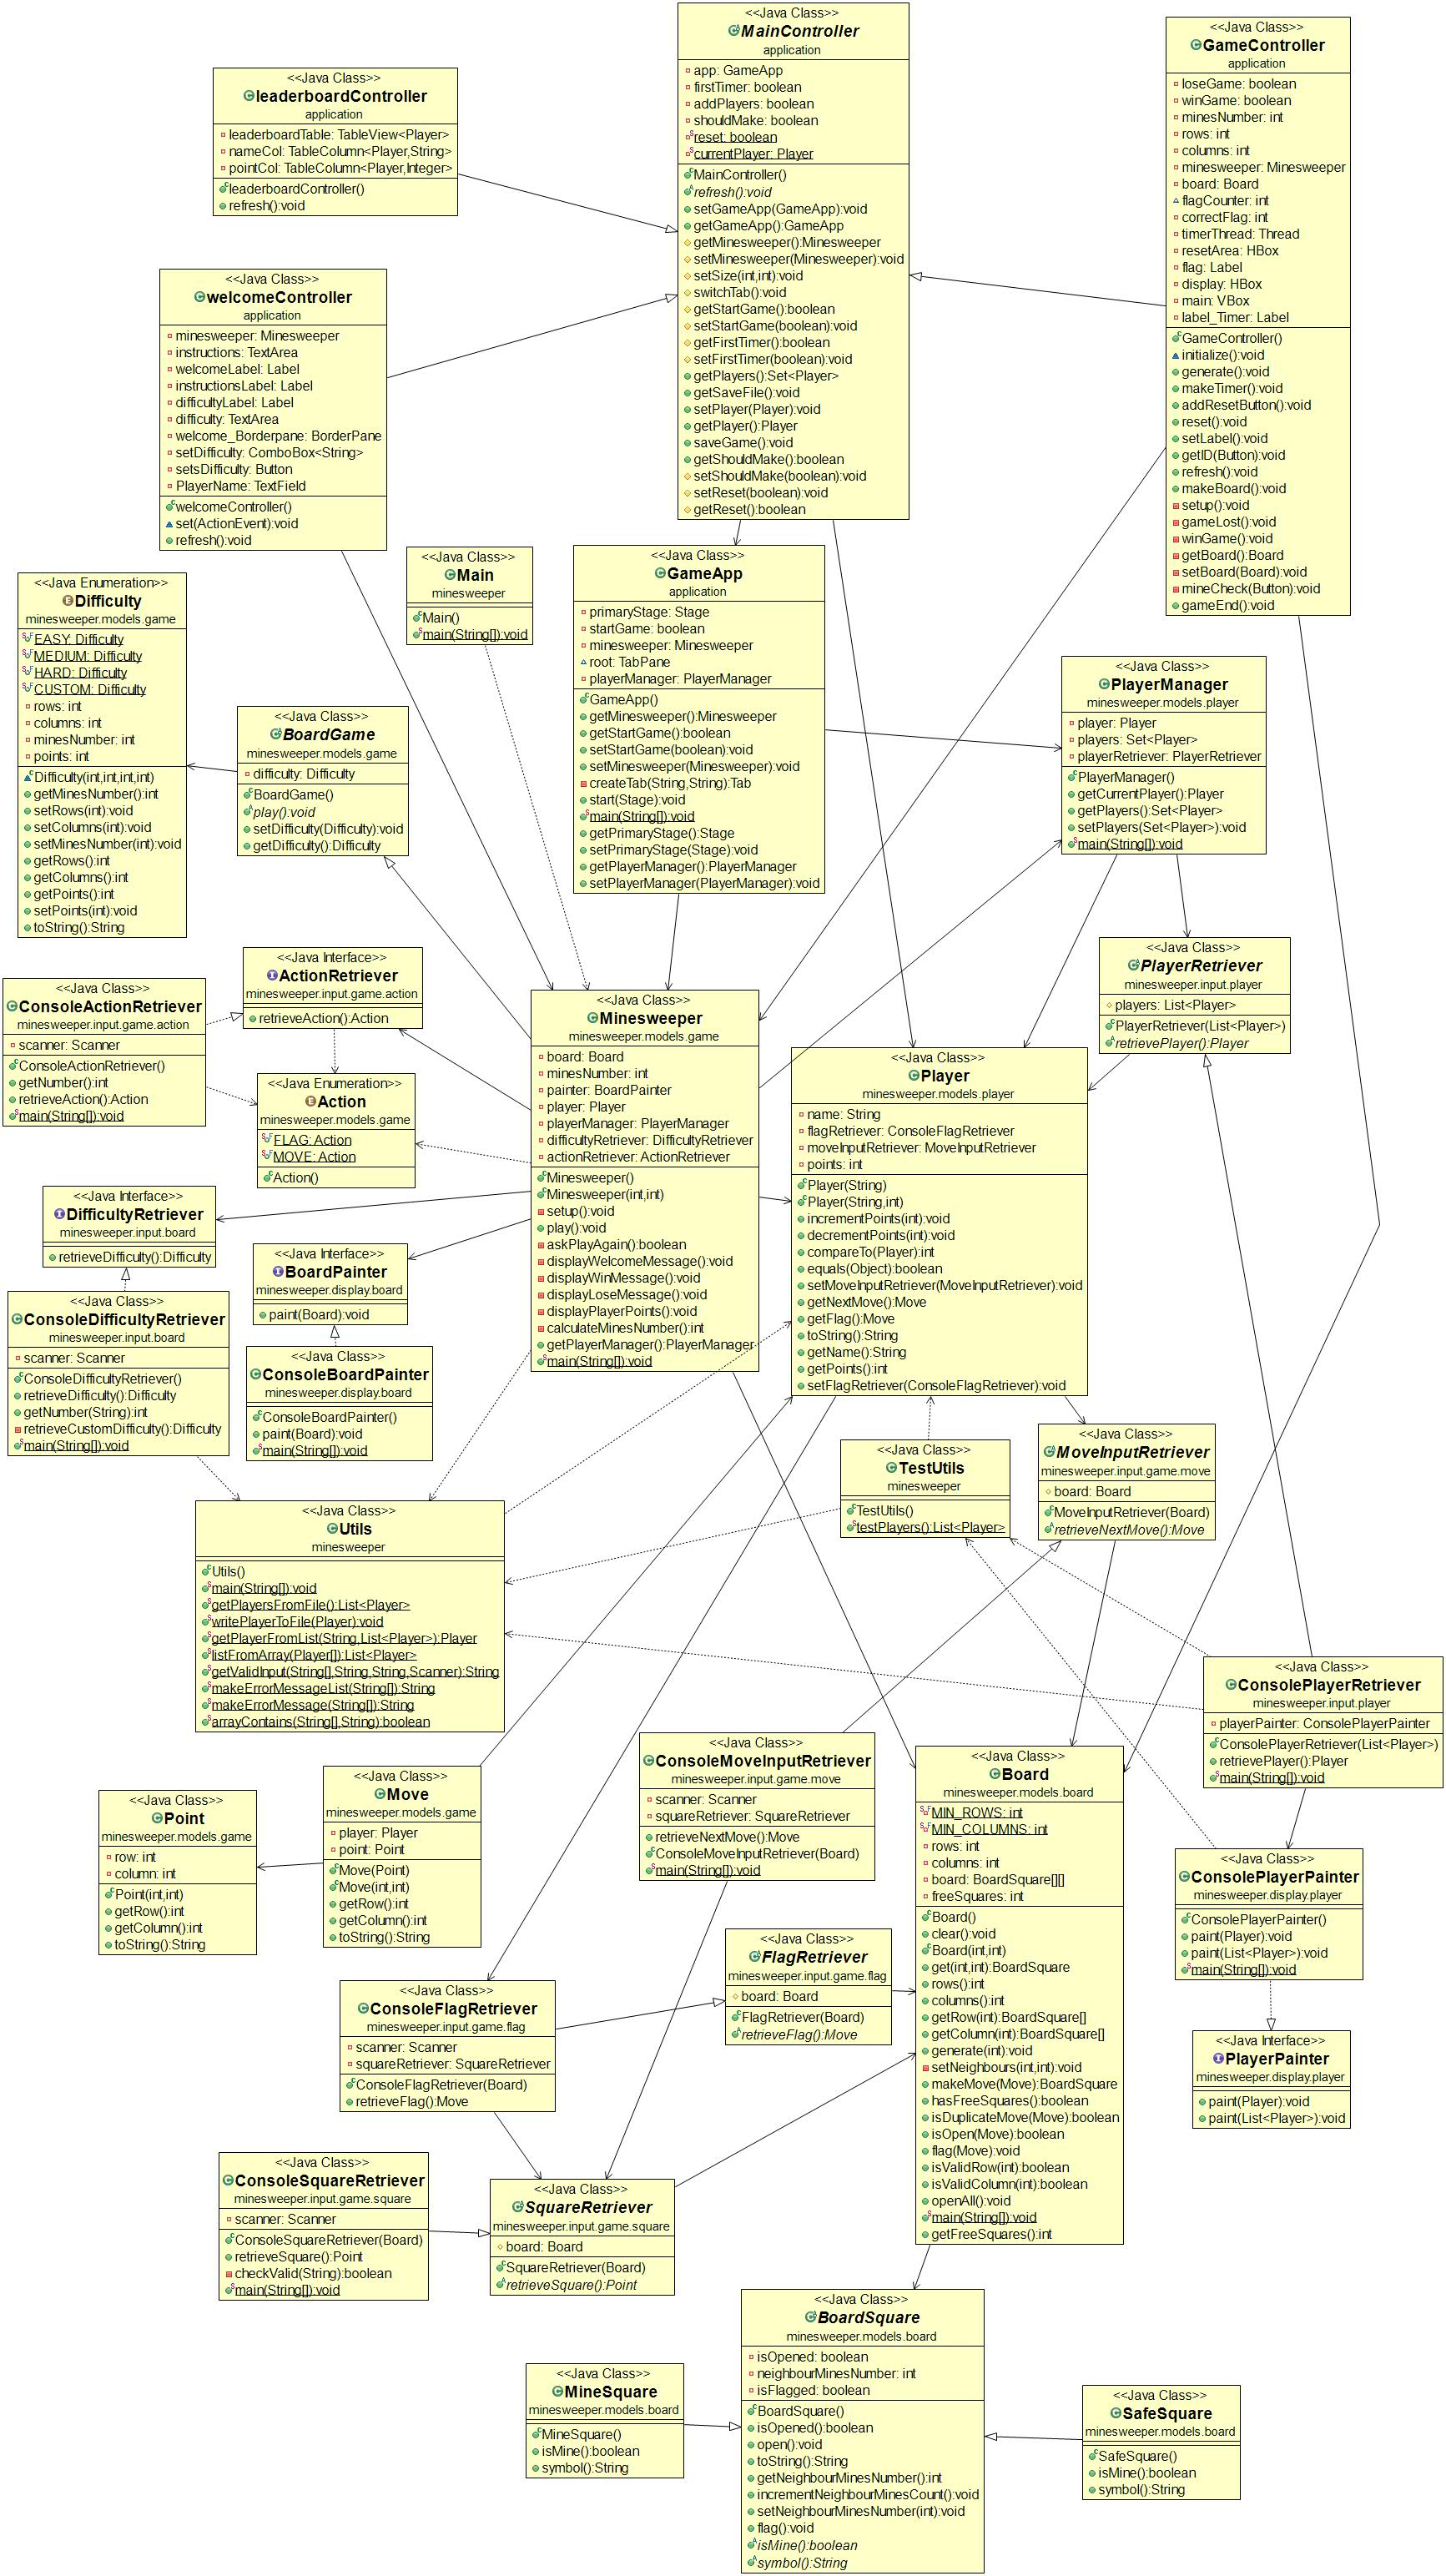 <<Java Class>>
MainController
application
app: GameApp
firstTimer: boolean
addPlayers: boolean
shouldMake: boolean
reset: boolean
currentPlayer: Player
MainController()
refresh():void
setGameApp(GameApp):void
getGameApp():GameApp
getMinesweeper():Minesweeper
setMinesweeper(Minesweeper):void
setSize(int,int):void
switchTab():void
getStartGame():boolean
setStartGame(boolean):void
getFirstTimer():boolean
setFirstTimer(boolean):void
getPlayers():Set<Player>
getSaveFile():void
setPlayer(Player):void
getPlayer():Player
saveGame():void
getShouldMake():boolean
setShouldMake(boolean):void
setReset(boolean):void
getReset():boolean
<<Java Class>>
GameController
application
loseGame: boolean
winGame: boolean
minesNumber: int
rows: int
columns: int
minesweeper: Minesweeper
board: Board
flagCounter: int
correctFlag: int
timerThread: Thread
resetArea: HBox
flag: Label
display: HBox
main: VBox
label_Timer: Label
GameController()
initialize():void
generate():void
makeTimer():void
addResetButton():void
reset():void
setLabel():void
getID(Button):void
refresh():void
makeBoard():void
setup():void
gameLost():void
winGame():void
getBoard():Board
setBoard(Board):void
mineCheck(Button):void
gameEnd():void
<<Java Class>>
leaderboardController
application
leaderboardTable: TableView<Player>
nameCol: TableColumn<Player,String>
pointCol: TableColumn<Player,Integer>
leaderboardController()
refresh():void
<<Java Class>>
welcomeController
application
minesweeper: Minesweeper
instructions: TextArea
welcomeLabel: Label
instructionsLabel: Label
difficultyLabel: Label
difficulty: TextArea
welcome_Borderpane: BorderPane
setDifficulty: ComboBox<String>
setsDifficulty: Button
PlayerName: TextField
welcomeController()
set(ActionEvent):void
refresh():void
<<Java Class>>
Main
minesweeper
Main()
main(String[]):void
<<Java Class>>
GameApp
application
primaryStage: Stage
startGame: boolean
minesweeper: Minesweeper
root: TabPane
playerManager: PlayerManager
GameApp()
getMinesweeper():Minesweeper
getStartGame():boolean
setStartGame(boolean):void
setMinesweeper(Minesweeper):void
createTab(String,String):Tab
start(Stage):void
main(String[]):void
getPrimaryStage():Stage
setPrimaryStage(Stage):void
getPlayerManager():PlayerManager
setPlayerManager(PlayerManager):void
<<Java Enumeration>>
Difficulty
minesweeper.models.game
EASY: Difficulty
MEDIUM: Difficulty
HARD: Difficulty
CUSTOM: Difficulty
rows: int
columns: int
minesNumber: int
points: int
Difficulty(int,int,int,int)
getMinesNumber():int
setRows(int):void
setColumns(int):void
setMinesNumber(int):void
getRows():int
getColumns():int
getPoints():int
setPoints(int):void
toString():String
<<Java Class>>
PlayerManager
minesweeper.models.player
player: Player
players: Set<Player>
playerRetriever: PlayerRetriever
PlayerManager()
getCurrentPlayer():Player
getPlayers():Set<Player>
setPlayers(Set<Player>):void
main(String[]):void
<<Java Class>>
BoardGame
minesweeper.models.game
difficulty: Difficulty
BoardGame()
play():void
setDifficulty(Difficulty):void
getDifficulty():Difficulty
<<Java Class>>
PlayerRetriever
minesweeper.input.player
players: List<Player>
PlayerRetriever(List<Player>)
retrievePlayer():Player
<<Java Interface>>
ActionRetriever
minesweeper.input.game.action
retrieveAction():Action
<<Java Class>>
ConsoleActionRetriever
minesweeper.input.game.action
scanner: Scanner
ConsoleActionRetriever()
getNumber():int
retrieveAction():Action
main(String[]):void
<<Java Enumeration>>
Action
minesweeper.models.game
FLAG: Action
MOVE: Action
Action()
<<Java Class>>
Minesweeper
minesweeper.models.game
board: Board
minesNumber: int
painter: BoardPainter
player: Player
playerManager: PlayerManager
difficultyRetriever: DifficultyRetriever
actionRetriever: ActionRetriever
Minesweeper()
Minesweeper(int,int)
setup():void
play():void
askPlayAgain():boolean
displayWelcomeMessage():void
displayWinMessage():void
displayLoseMessage():void
displayPlayerPoints():void
calculateMinesNumber():int
getPlayerManager():PlayerManager
main(String[]):void
<<Java Class>>
Player
minesweeper.models.player
name: String
flagRetriever: ConsoleFlagRetriever
moveInputRetriever: MoveInputRetriever
points: int
Player(String)
Player(String,int)
incrementPoints(int):void
decrementPoints(int):void
compareTo(Player):int
equals(Object):boolean
setMoveInputRetriever(MoveInputRetriever):void
getNextMove():Move
getFlag():Move
toString():String
getName():String
getPoints():int
setFlagRetriever(ConsoleFlagRetriever):void
<<Java Interface>>
DifficultyRetriever
minesweeper.input.board
retrieveDifficulty():Difficulty
<<Java Interface>>
BoardPainter
minesweeper.display.board
paint(Board):void
<<Java Class>>
ConsoleDifficultyRetriever
minesweeper.input.board
scanner: Scanner
ConsoleDifficultyRetriever()
retrieveDifficulty():Difficulty
getNumber(String):int
retrieveCustomDifficulty():Difficulty
main(String[]):void
<<Java Class>>
ConsoleBoardPainter
minesweeper.display.board
ConsoleBoardPainter()
paint(Board):void
main(String[]):void
<<Java Class>>
TestUtils
minesweeper
TestUtils()
testPlayers():List<Player>
<<Java Class>>
MoveInputRetriever
minesweeper.input.game.move
board: Board
MoveInputRetriever(Board)
retrieveNextMove():Move
<<Java Class>>
Utils
minesweeper
Utils()
main(String[]):void
getPlayersFromFile():List<Player>
writePlayerToFile(Player):void
getPlayerFromList(String,List<Player>):Player
listFromArray(Player[]):List<Player>
getValidInput(String[],String,String,Scanner):String
makeErrorMessageList(String[]):String
makeErrorMessage(String[]):String
arrayContains(String[],String):boolean
<<Java Class>>
ConsolePlayerRetriever
minesweeper.input.player
playerPainter: ConsolePlayerPainter
ConsolePlayerRetriever(List<Player>)
retrievePlayer():Player
main(String[]):void
<<Java Class>>
ConsoleMoveInputRetriever
minesweeper.input.game.move
scanner: Scanner
squareRetriever: SquareRetriever
retrieveNextMove():Move
ConsoleMoveInputRetriever(Board)
main(String[]):void
<<Java Class>>
Board
minesweeper.models.board
MIN_ROWS: int
MIN_COLUMNS: int
rows: int
columns: int
board: BoardSquare[][]
freeSquares: int
Board()
clear():void
Board(int,int)
get(int,int):BoardSquare
rows():int
columns():int
getRow(int):BoardSquare[]
getColumn(int):BoardSquare[]
generate(int):void
setNeighbours(int,int):void
makeMove(Move):BoardSquare
hasFreeSquares():boolean
isDuplicateMove(Move):boolean
isOpen(Move):boolean
flag(Move):void
isValidRow(int):boolean
isValidColumn(int):boolean
openAll():void
main(String[]):void
getFreeSquares():int
<<Java Class>>
Move
minesweeper.models.game
player: Player
point: Point
Move(Point)
Move(int,int)
getRow():int
getColumn():int
toString():String
<<Java Class>>
Point
minesweeper.models.game
row: int
column: int
Point(int,int)
getRow():int
getColumn():int
toString():String
<<Java Class>>
ConsolePlayerPainter
minesweeper.display.player
ConsolePlayerPainter()
paint(Player):void
paint(List<Player>):void
main(String[]):void
<<Java Class>>
FlagRetriever
minesweeper.input.game.flag
board: Board
FlagRetriever(Board)
retrieveFlag():Move
<<Java Class>>
ConsoleFlagRetriever
minesweeper.input.game.flag
scanner: Scanner
squareRetriever: SquareRetriever
ConsoleFlagRetriever(Board)
retrieveFlag():Move
<<Java Interface>>
PlayerPainter
minesweeper.display.player
paint(Player):void
paint(List<Player>):void
<<Java Class>>
ConsoleSquareRetriever
minesweeper.input.game.square
scanner: Scanner
ConsoleSquareRetriever(Board)
retrieveSquare():Point
checkValid(String):boolean
main(String[]):void
<<Java Class>>
SquareRetriever
minesweeper.input.game.square
board: Board
SquareRetriever(Board)
retrieveSquare():Point
<<Java Class>>
BoardSquare
minesweeper.models.board
isOpened: boolean
neighbourMinesNumber: int
isFlagged: boolean
BoardSquare()
isOpened():boolean
open():void
toString():String
getNeighbourMinesNumber():int
incrementNeighbourMinesCount():void
setNeighbourMinesNumber(int):void
flag():void
isMine():boolean
symbol():String
<<Java Class>>
MineSquare
minesweeper.models.board
MineSquare()
isMine():boolean
symbol():String
<<Java Class>>
SafeSquare
minesweeper.models.board
SafeSquare()
isMine():boolean
symbol():String